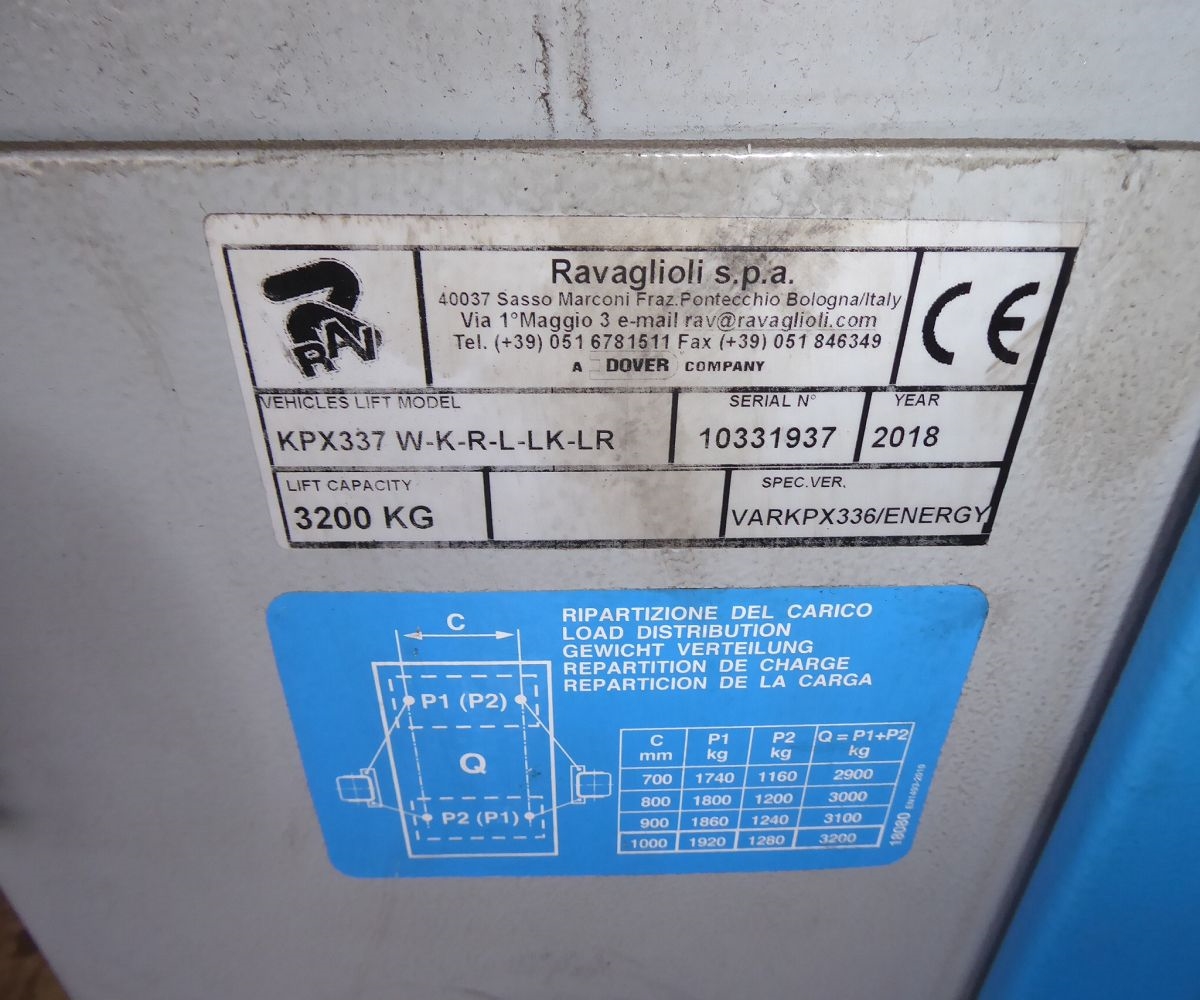 RAV
Ravaglioli s.p.a.
40037 Sasso Marconi Fraz.Pontecchio Bologna/Italy
Via 1°Maggio 3 e-mail rav@ravaglioli.com
Tel. (+39) 051 6781511 Fax (+39) 051 846349
A DOVER COMPANY
CE
VEHICLES LIFT MODEL SERIAL N° YEAR
KPX337 W-K-R-L-LK-LR 10331937 2018
LIFT CAPACITY SPEC.VER.
3200 KG VARKPX336/ENERGY
RIPARTIZIONE DEL CARICO
LOAD DISTRIBUTION
GEWICHT VERTEILUNG
REPARTITION DE CHARGE
REPARTICION DE LA CARGA
C
P1 (P2)
Q
P2 (P1)
C P1 P2 Q = P1+P2
mm kg kg kg
700 1740 1160 2900
800 1800 1200 3000
900 1860 1240 3100
1000 1920 1280 3200
18080 EN1493-2010